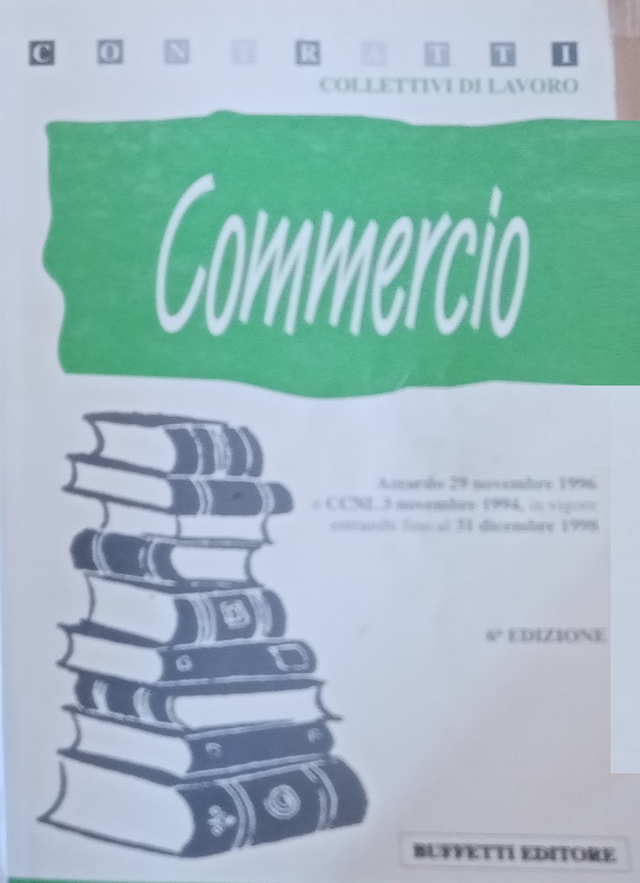 CONTRATTI
COLLETTIVI DI LAVORO
Commercio
Accordo 29 novembre 1996
e CCNL 3 novembre 1994, in vigore
entrambi fino al 31 dicembre 1998
6ª EDIZIONE
BUFFETTI EDITORE